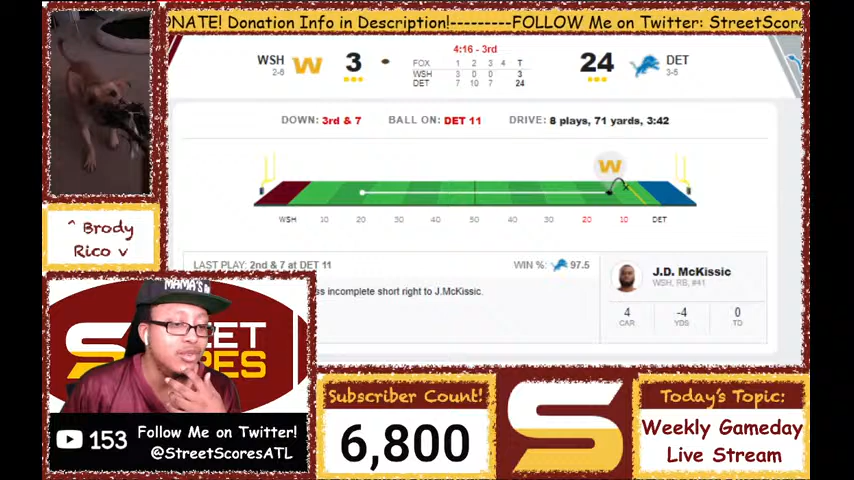 ONATE! Donation Info in Description!---------FOLLOW Me on Twitter: StreetScore
WSH
2-6
W
3
4:16 - 3rd
FOX 1 2 3 4 T
WSH 3 0 0 3
DET 7 10 7 24
24
DET
3-5
DOWN: 3rd & 7 BALL ON: DET 11 DRIVE: 8 plays, 71 yards, 3:42
W
WSH 10 20 30 40 50 40 30 20 10 DET
^ Brody
Rico v
LAST PLAY: 2nd & 7 at DET 11
WIN %: 97.5
ss incomplete short right to J.McKissic.
J.D. McKissic
WSH, RB, #41
4 -4 0
CAR YDS TD
MAMA'S
EET
RES
153
Follow Me on Twitter!
@StreetScoresATL
Subscriber Count!
6,800
S
Today's Topic:
Weekly Gameday
Live Stream